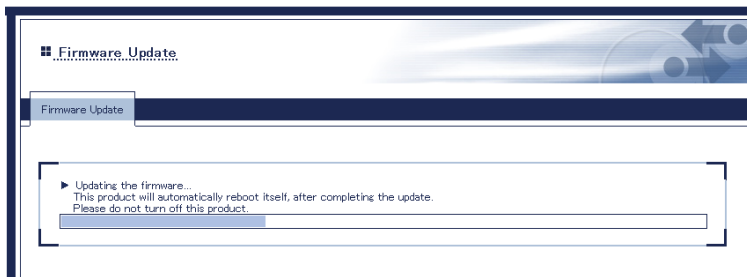 Firmware Update
Firmware Update
Updating the firmware...
This product will automatically reboot itself, after completing the update.
Please do not turn off this product.